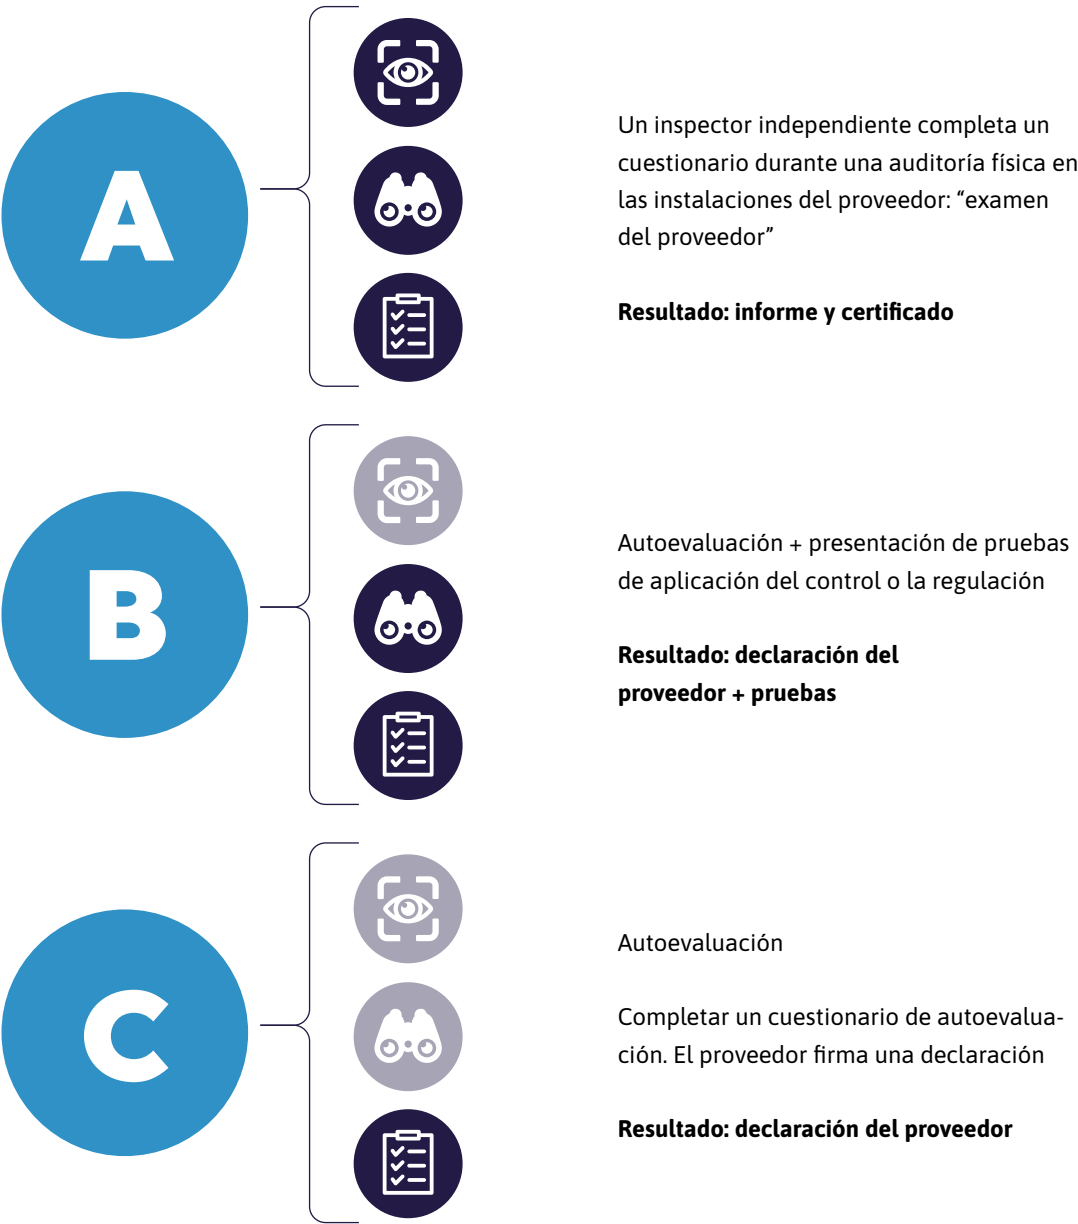 A
Un inspector independiente completa un
cuestionario durante una auditoría física en
las instalaciones del proveedor: “examen
del proveedor”
Resultado: informe y certificado
B
Autoevaluación + presentación de pruebas
de aplicación del control o la regulación
Resultado: declaración del
proveedor + pruebas
C
Autoevaluación
Completar un cuestionario de autoevalua-
ción. El proveedor firma una declaración
Resultado: declaración del proveedor